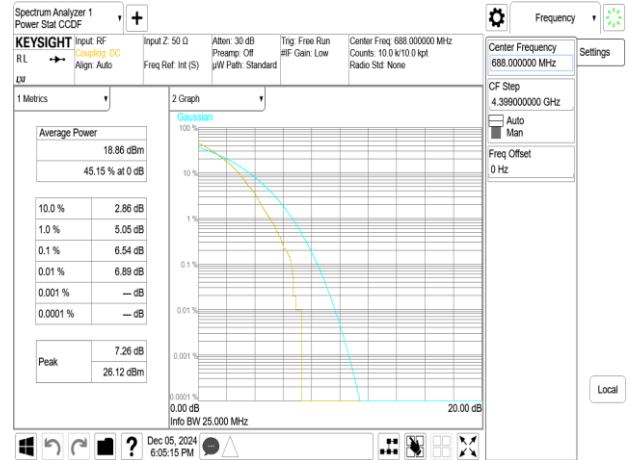 Spectrum Analyzer 1
Power Stat CCDF
Frequency
KEYSIGHT
RL
LXI
Input: RF
Coupling: DC
Align: Auto
Input Z: 50 Ω
Freq Ref: Int (S)
Atten: 30 dB
Preamp: Off
µW Path: Standard
Trig: Free Run
#IF Gain: Low
Center Freq: 688.000000 MHz
Counts: 10.0 k/10.0 kpt
Radio Std: None
Center Frequency
688.000000 MHz
Settings
CF Step
4.399000000 GHz
Auto
Man
Freq Offset
0 Hz
1 Metrics
Average Power
18.86 dBm
45.15 % at 0 dB
10.0 % 2.86 dB
1.0 % 5.05 dB
0.1 % 6.54 dB
0.01 % 6.89 dB
0.001 % --- dB
0.0001 % --- dB
Peak
7.26 dB
26.12 dBm
2 Graph
Gaussian
100 %
10 %
1 %
0.1 %
0.01 %
0.001 %
0.0001 %
0.00 dB 20.00 dB
Info BW 25.000 MHz
Local
?
Dec 05, 2024
6:05:15 PM